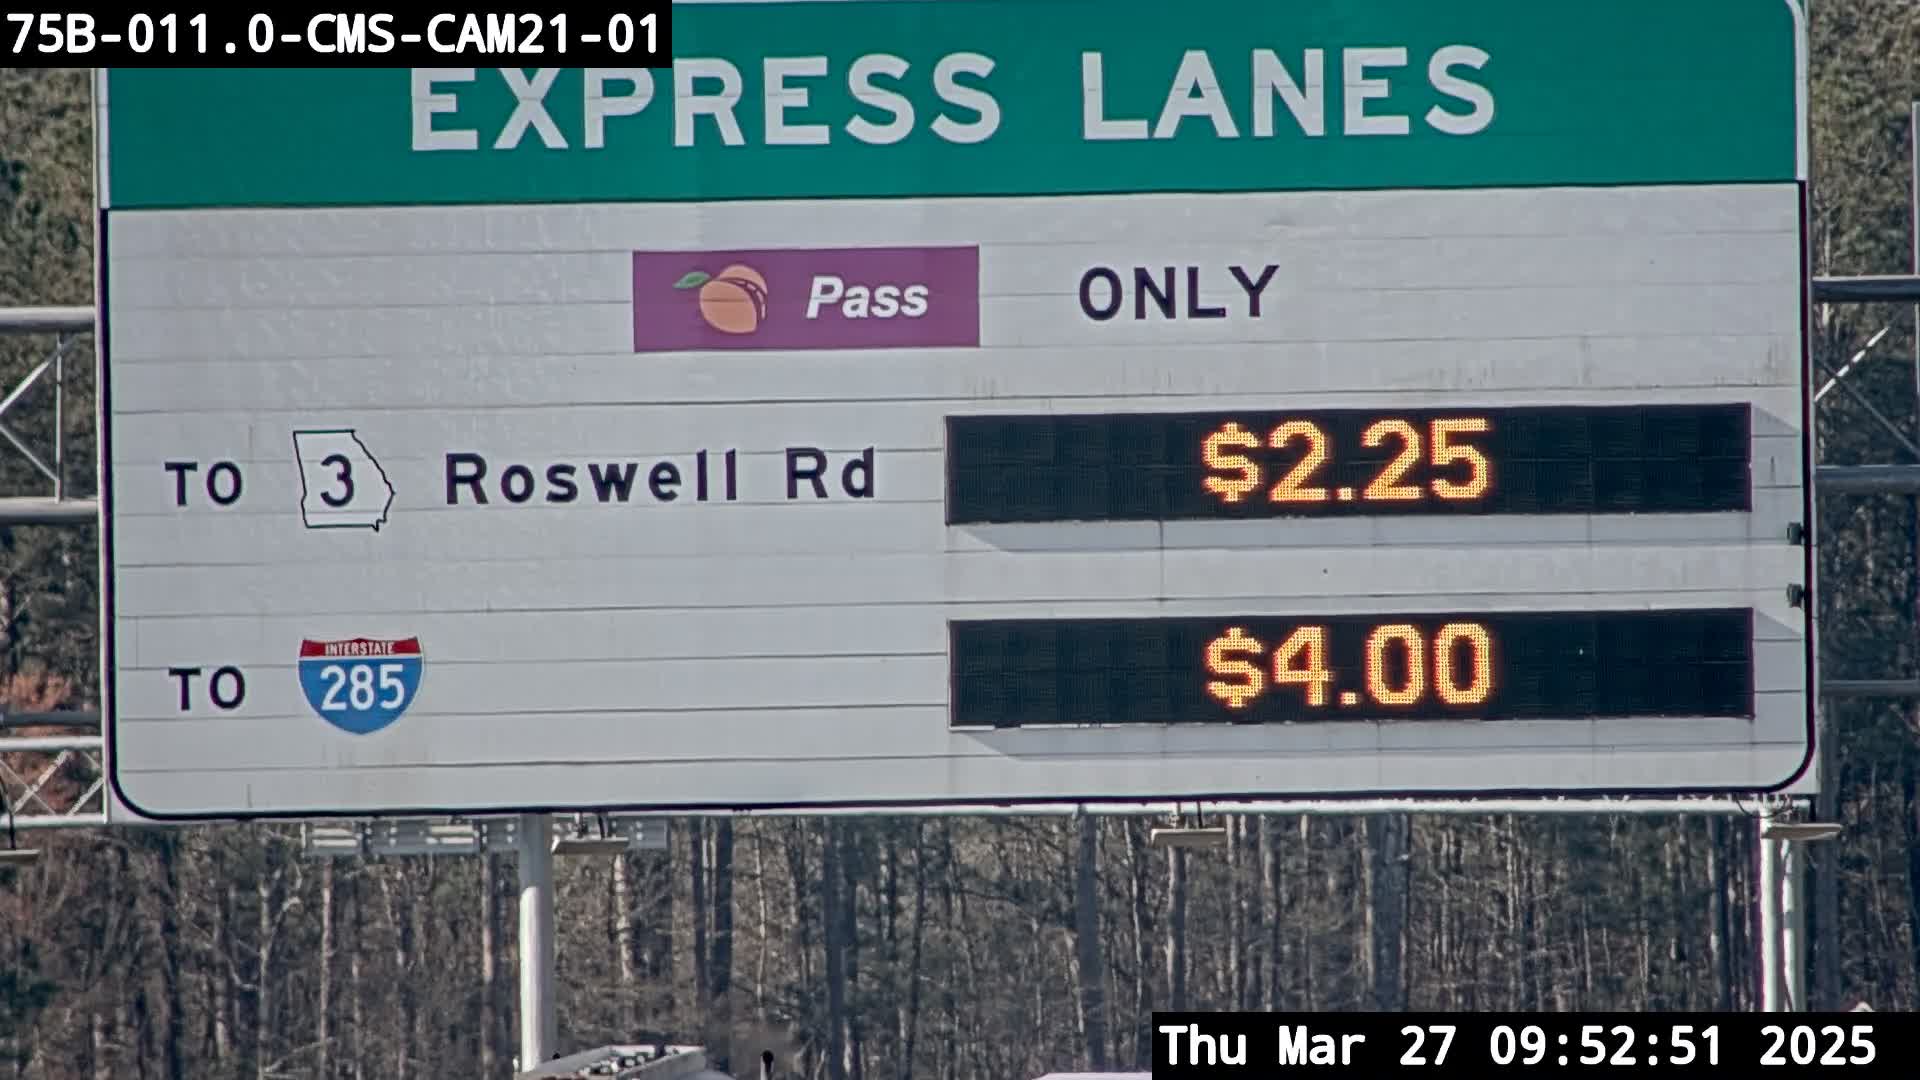 75B-011.0-CMS-CAM21-01
EXPRESS LANES
Pass ONLY
TO 3 Roswell Rd $2.25
TO INTERSTATE 285 $4.00
Thu Mar 27 09:52:51 2025